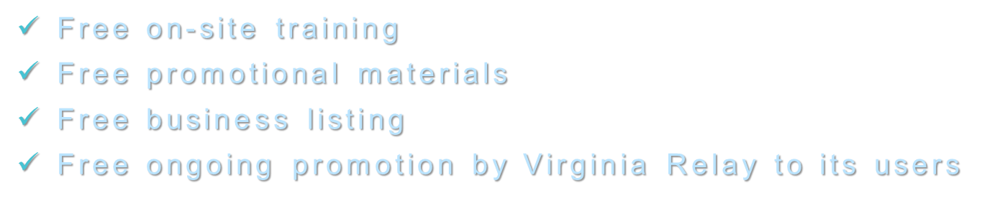 ✓ Free on-site training
✓ Free promotional materials
✓ Free business listing
✓ Free ongoing promotion by Virginia Relay to its users